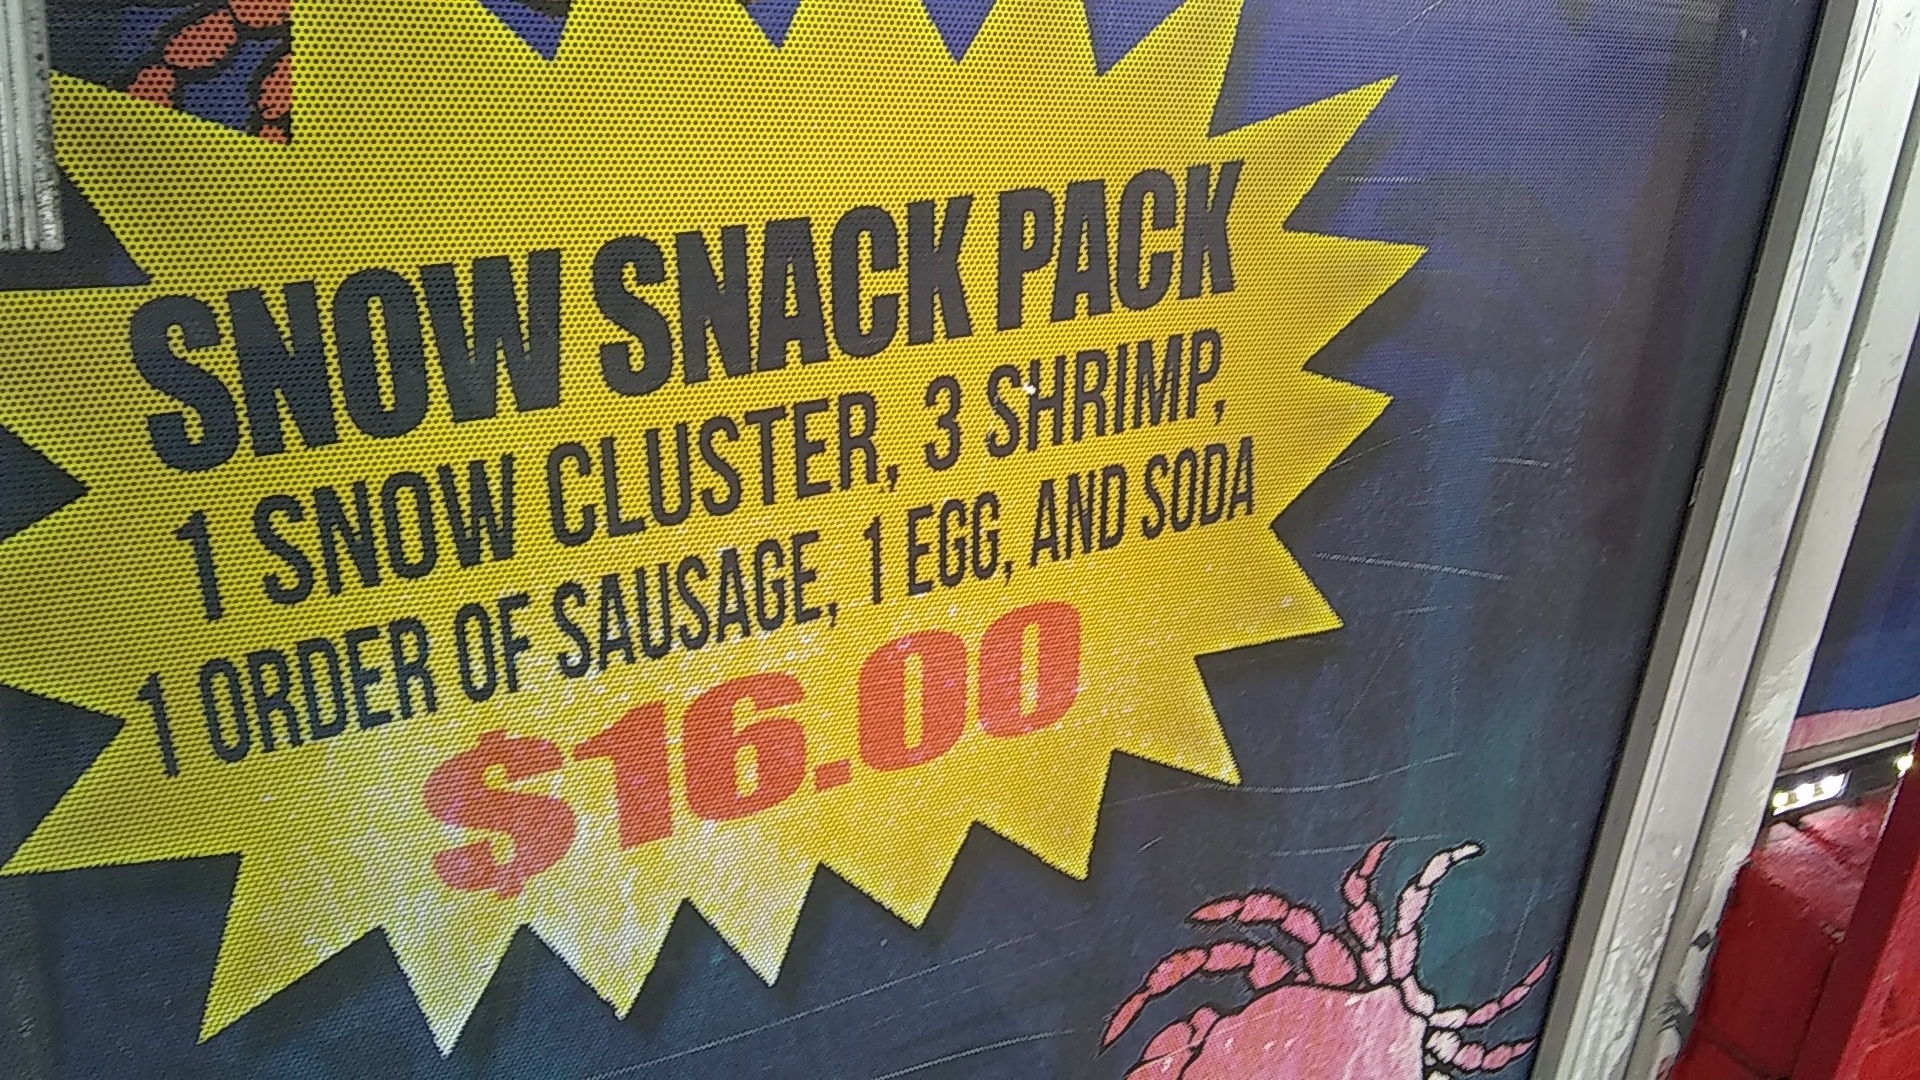 SNOW SNACK PACK
1 SNOW CLUSTER, 3 SHRIMP,
1 ORDER OF SAUSAGE, 1 EGG, AND SODA
$16.00